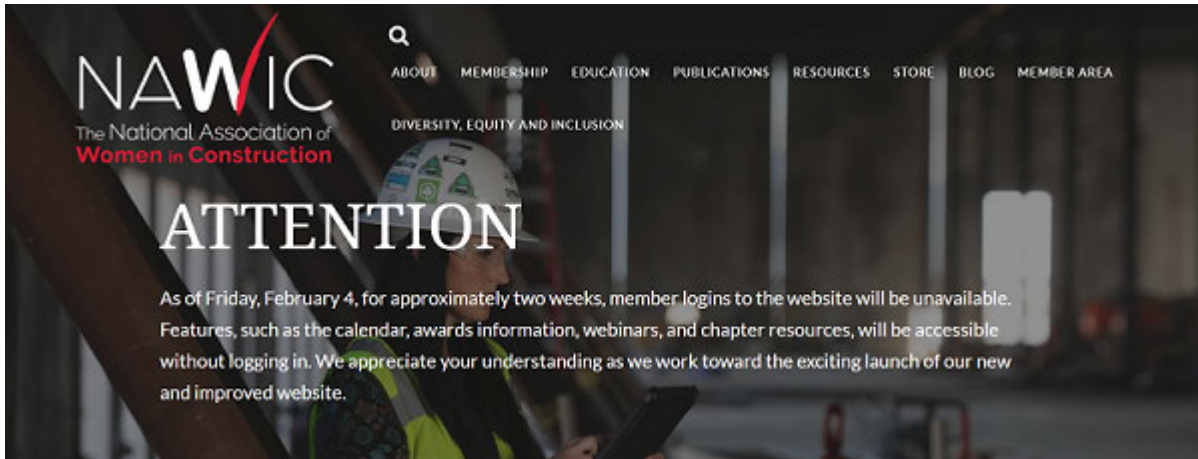 NAWIC
The National Association of
Women in Construction
ABOUT MEMBERSHIP EDUCATION PUBLICATIONS RESOURCES STORE BLOG MEMBER AREA
DIVERSITY, EQUITY AND INCLUSION
ATTENTION
As of Friday, February 4, for approximately two weeks, member logins to the website will be unavailable.
Features, such as the calendar, awards information, webinars, and chapter resources, will be accessible
without logging in. We appreciate your understanding as we work toward the exciting launch of our new
and improved website.